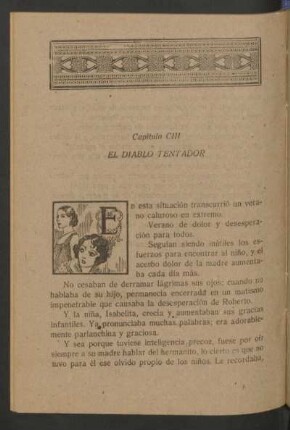 Capítulo CIII
EL DIABLO TENTADOR
En esta situación transcurrió un vera-
no caluroso en extremo.
Verano de dolor y desespera-
ción para todos.
Seguían siendo inútiles los es-
fuerzos para encontrar al niño, y el
acerbo dolor de la madre aumenta-
ba cada día más.
No cesaban de derramar lágrimas sus ojos; cuando no
hablaba de su hijo, permanecía encerrada en un mutismo
impenetrable que causaba la desesperación de Roberto.
Y la niña, Isabelita, crecía y aumentaban sus gracias
infantiles. Ya pronunciaba muchas palabras; era adorable-
mente parlanchina y graciosa.
Y sea porque tuviese inteligencia precoz, fuese por oír
siempre a su madre hablar del hermanito, lo cierto es que no
tuvo para él ese olvido propio de los niños. Le recordaba,